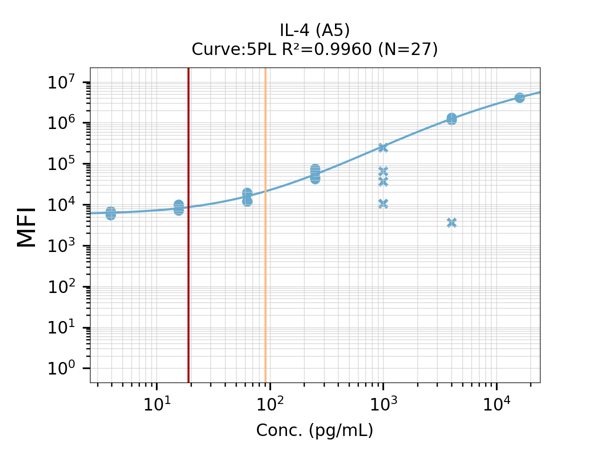 IL-4 (A5)
Curve:5PL R²=0.9960 (N=27)
10⁷
10⁶
10⁵
10⁴
10³
10²
10¹
10⁰
MFI
10¹ 10² 10³ 10⁴
Conc. (pg/mL)